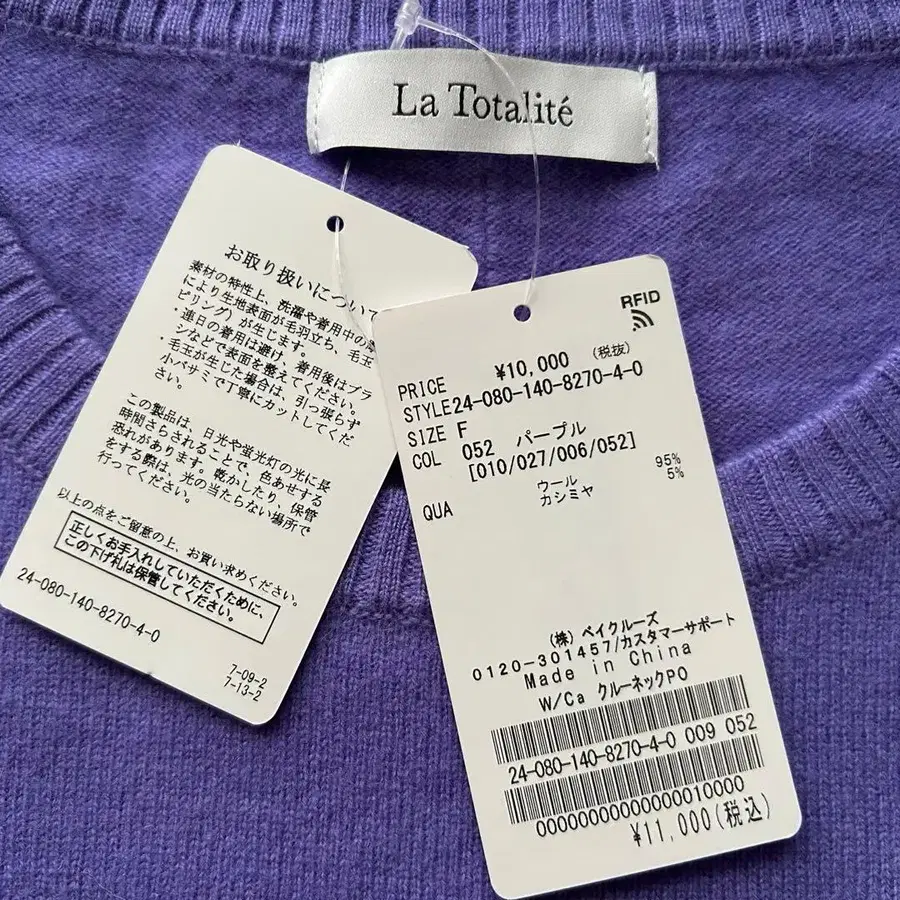 La Totalité
お取り扱いについて
素材の特性上、洗濯や着用中の摩
により生地表面が毛羽立ち、毛玉
ピリング)が生じます。
・連日の着用は避け、着用後はブラ
シなどで表面を整えてください。
・毛玉が生じた場合は、引っ張らず
小バサミで丁寧にカットしてくだ
さい。
この製品は、日光や蛍光灯の光に長
時間さらされることで、色あせする
恐れがあります。乾かしたり、保管
をする際は、光の当たらない場所で
行ってください。
以上の点をご留意の上、お買い求めください。
正しくお手入れしていただくために、
この下げ札は保管してください。
24-080-140-8270-4-0
7-09-2
7-13-2
RFID
PRICE ¥10,000 (税抜)
STYLE 24-080-140-8270-4-0
SIZE F
COL 052 パープル
[010/027/006/052]
QUA ウール 95%
カシミヤ 5%
(株) ベイクルーズ
0120-301457/カスタマーサポート
Made in China
W/Ca クルーネックPO
24-080-140-8270-4-0 009 052
00000000000000010000
¥11,000(税込)